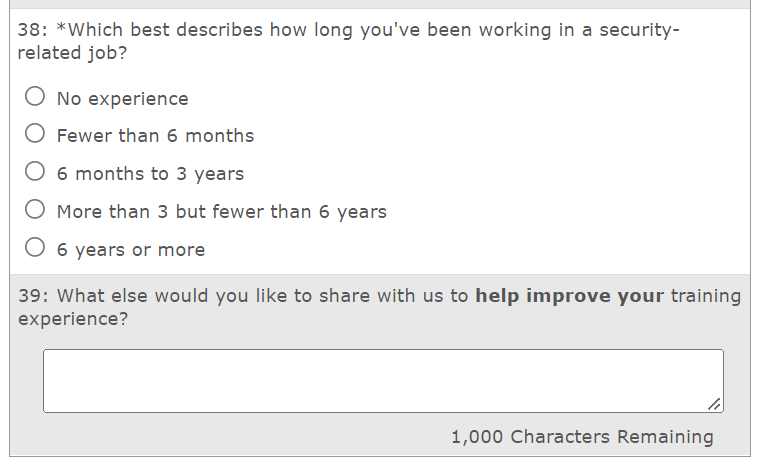 38: *Which best describes how long you've been working in a security-
related job?
No experience
Fewer than 6 months
6 months to 3 years
More than 3 but fewer than 6 years
6 years or more
39: What else would you like to share with us to help improve your training
experience?
1,000 Characters Remaining